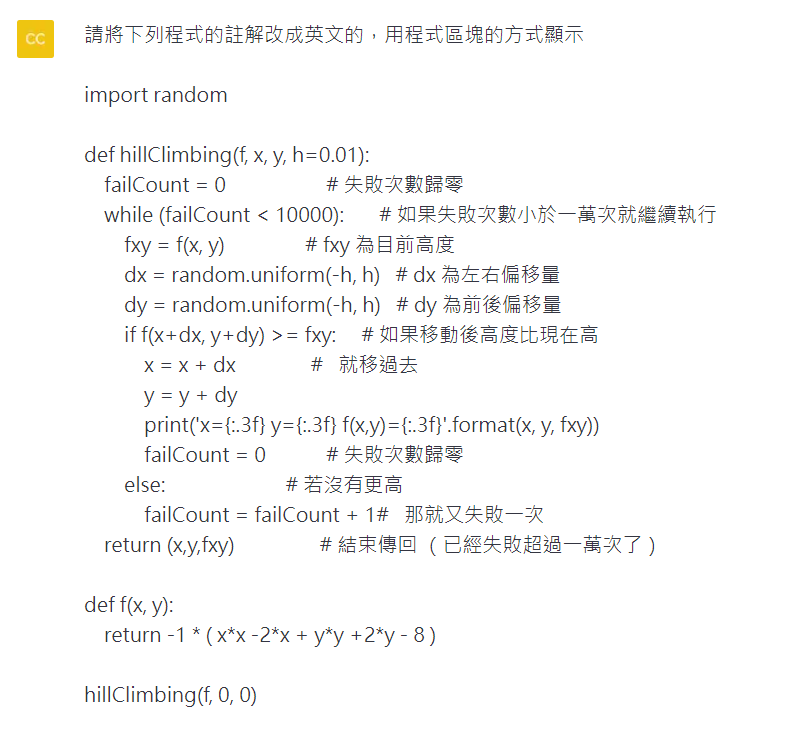 CC
請將下列程式的註解改成英文的，用程式區塊的方式顯示
import random
def hillClimbing(f, x, y, h=0.01):
failCount = 0 # 失敗次數歸零
while (failCount < 10000): # 如果失敗次數小於一萬次就繼續執行
fxy = f(x, y) # fxy 為目前高度
dx = random.uniform(-h, h) # dx 為左右偏移量
dy = random.uniform(-h, h) # dy 為前後偏移量
if f(x+dx, y+dy) >= fxy: # 如果移動後高度比現在高
x = x + dx # 就移過去
y = y + dy
print('x={:.3f} y={:.3f} f(x,y)={:.3f}'.format(x, y, fxy))
failCount = 0 # 失敗次數歸零
else: # 若沒有更高
failCount = failCount + 1# 那就又失敗一次
return (x,y,fxy) # 結束傳回 （已經失敗超過一萬次了）
def f(x, y):
return -1 * ( x*x -2*x + y*y +2*y - 8 )
hillClimbing(f, 0, 0)